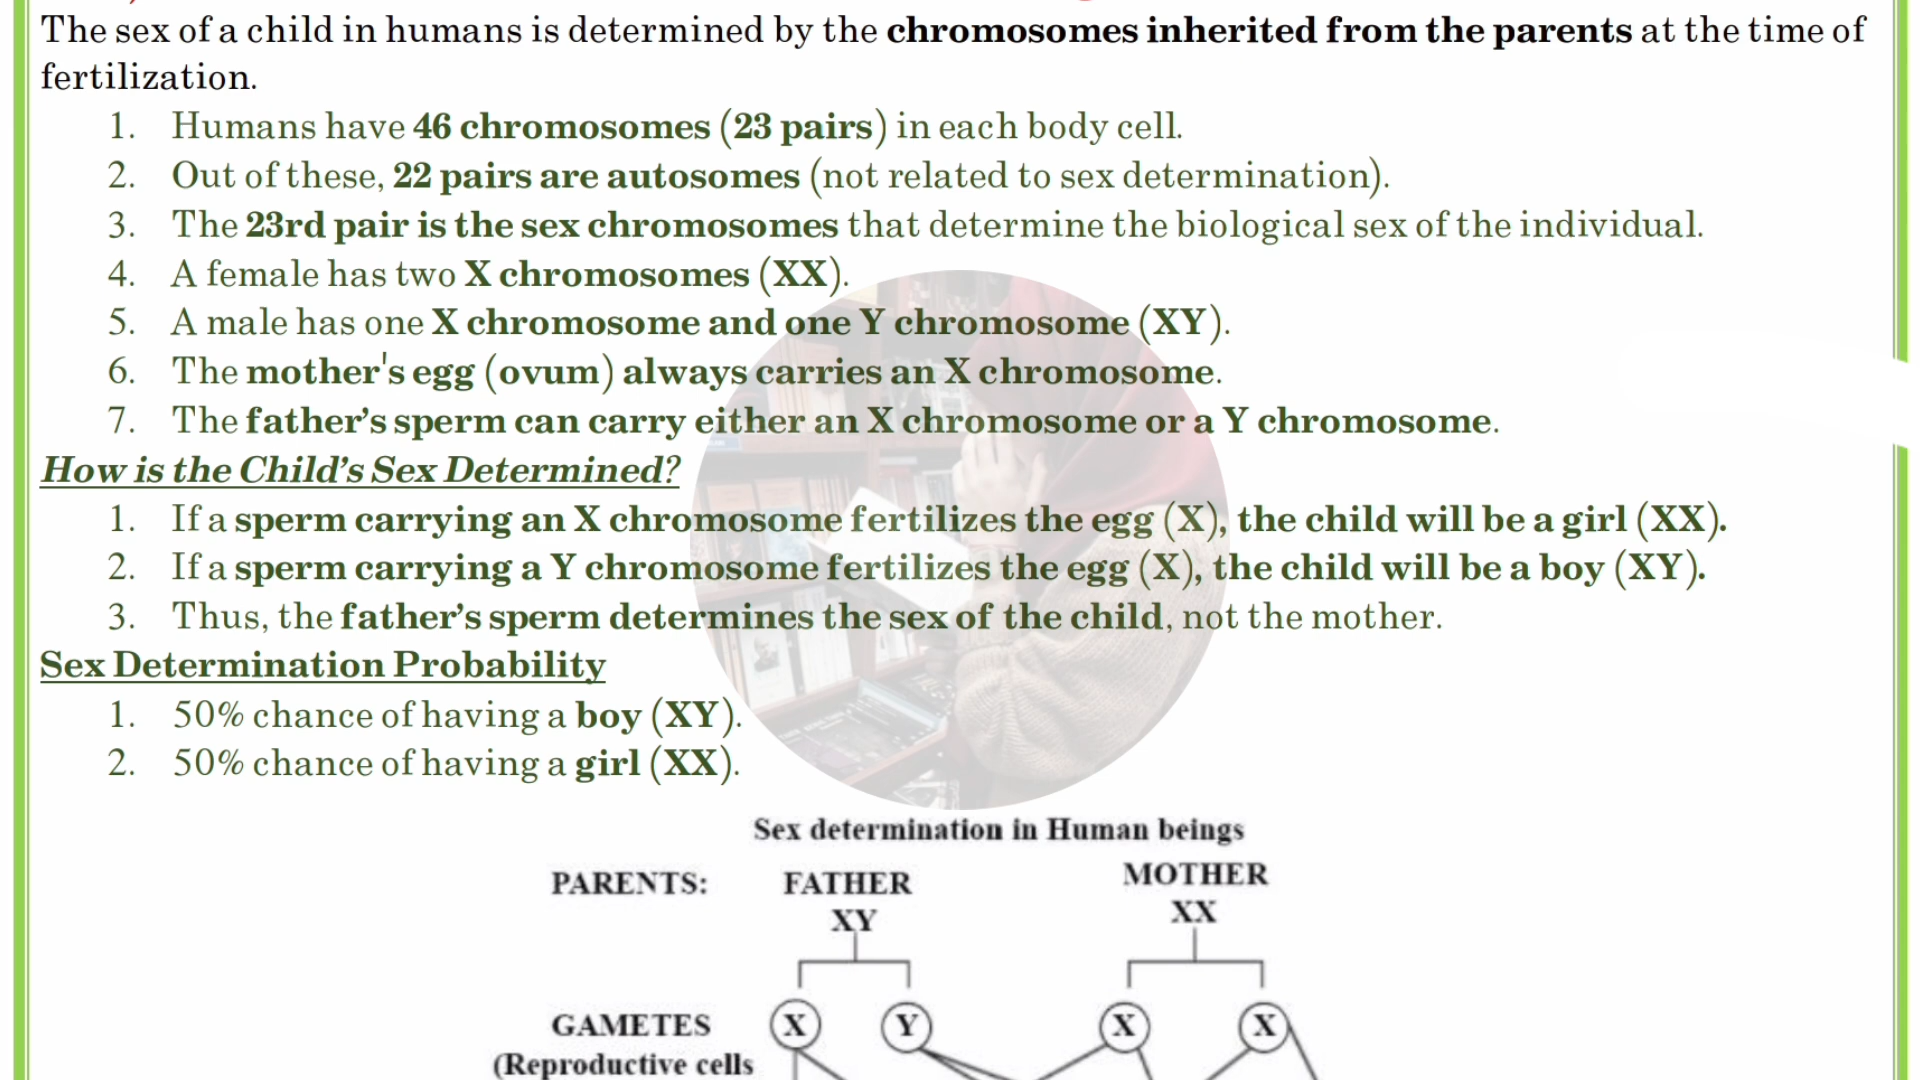 The sex of a child in humans is determined by the chromosomes inherited from the parents at the time of
fertilization.
1. Humans have 46 chromosomes (23 pairs) in each body cell.
2. Out of these, 22 pairs are autosomes (not related to sex determination).
3. The 23rd pair is the sex chromosomes that determine the biological sex of the individual.
4. A female has two X chromosomes (XX).
5. A male has one X chromosome and one Y chromosome (XY).
6. The mother's egg (ovum) always carries an X chromosome.
7. The father’s sperm can carry either an X chromosome or a Y chromosome.
How is the Child’s Sex Determined?
1. If a sperm carrying an X chromosome fertilizes the egg (X), the child will be a girl (XX).
2. If a sperm carrying a Y chromosome fertilizes the egg (X), the child will be a boy (XY).
3. Thus, the father’s sperm determines the sex of the child, not the mother.
Sex Determination Probability
1. 50% chance of having a boy (XY).
2. 50% chance of having a girl (XX).
Sex determination in Human beings
PARENTS: FATHER MOTHER
XY XX
GAMETES X Y X X
(Reproductive cells